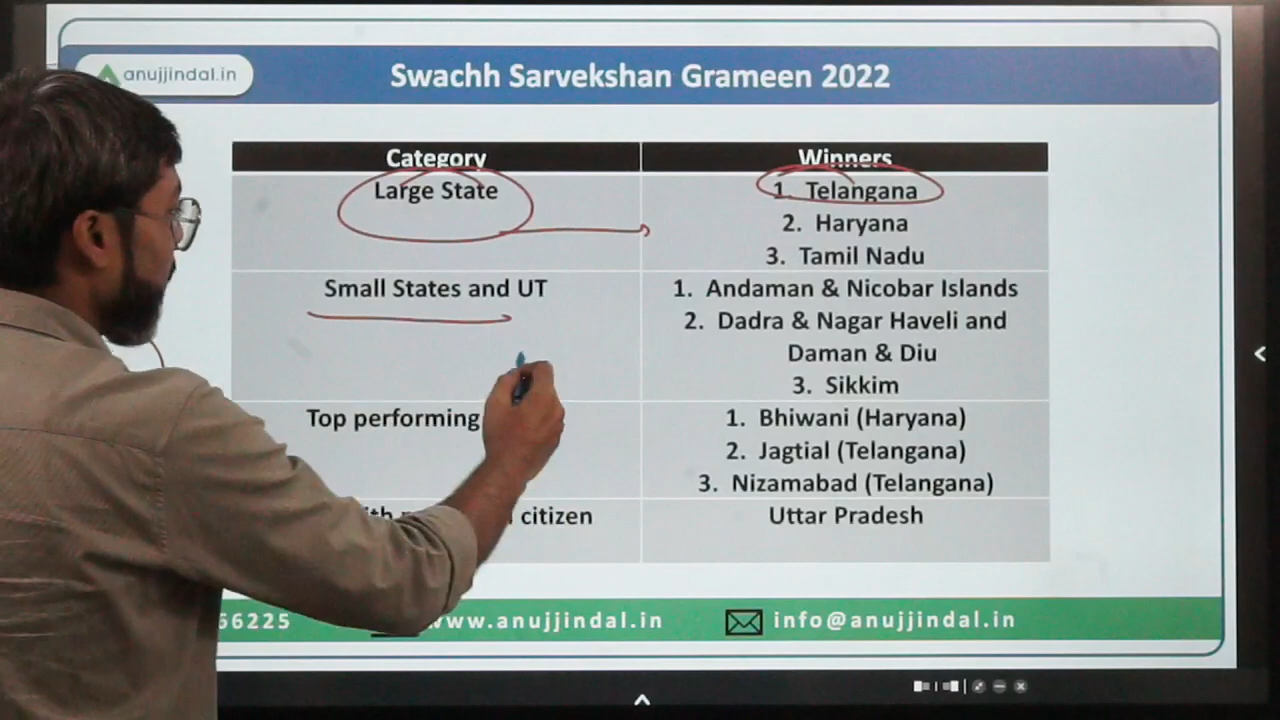 anujjindal.in
Swachh Sarvekshan Grameen 2022
Category
Winners
Large State
1. Telangana
2. Haryana
3. Tamil Nadu
Small States and UT
1. Andaman & Nicobar Islands
2. Dadra & Nagar Haveli and
Daman & Diu
3. Sikkim
Top performing
1. Bhiwani (Haryana)
2. Jagtial (Telangana)
3. Nizamabad (Telangana)
citizen
Uttar Pradesh
66225
www.anujjindal.in
info@anujjindal.in